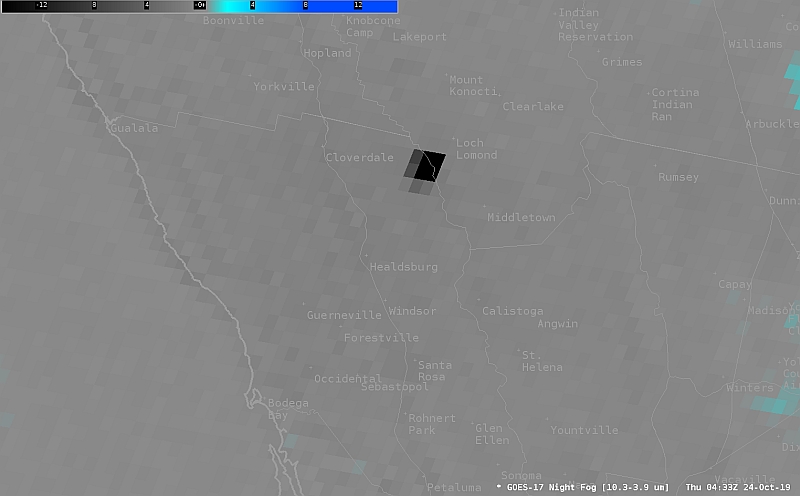 -12 8 4 -0+ 4 8 12
Boonville
Knobcone
Camp
Lakeport
Indian
Valley
Reservation
Hopland
Williams
Grimes
Yorkville
Mount
Konocti
Clearlake
Cortina
Indian
Ran
Gualala
Arbuckle
Cloverdale
Loch
Lomond
Rumsey
Middletown
Dunni
Healdsburg
Capay
Guerneville
Windsor
Calistoga
Madison
Angwin
Forestville
St.
Helena
Santa
Rosa
Occidental
Sebastopol
Winters
Bodega
Bay
Rohnert
Park
Glen
Ellen
Yountville
Sonoma
Vacaville
Petaluma
* GOES-17 Night Fog [10.3-3.9 um] Thu 04:33Z 24-Oct-19